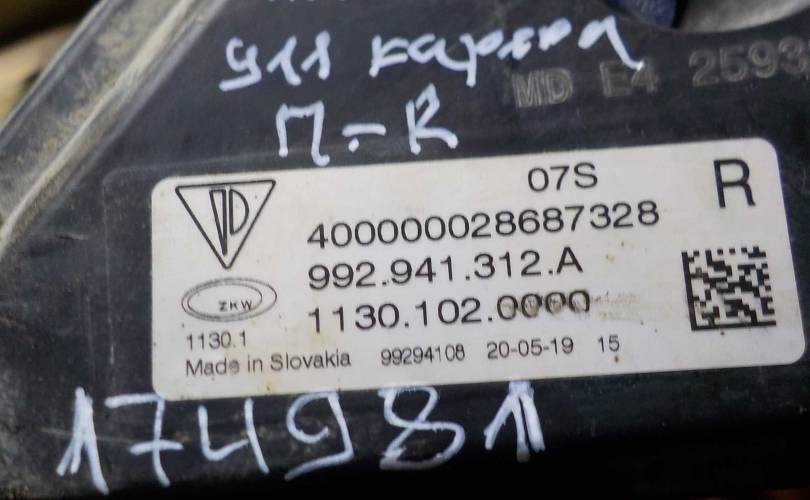 911 карера
MD E4 2593
П-R
07S
R
400000028687328
992.941.312.A
ZKW
1130.102.0000
1130.1
Made in Slovakia 99294108 20-05-19 15
174981